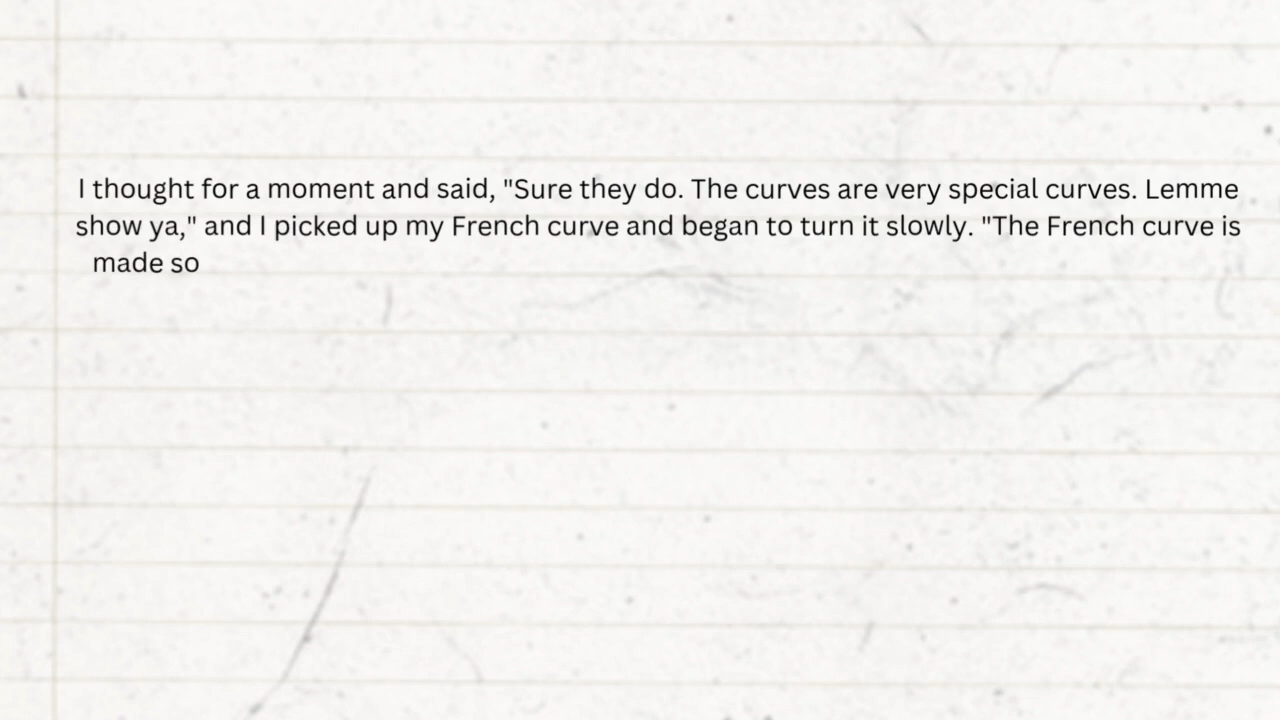 I thought for a moment and said, "Sure they do. The curves are very special curves. Lemme
show ya," and I picked up my French curve and began to turn it slowly. "The French curve is
made so